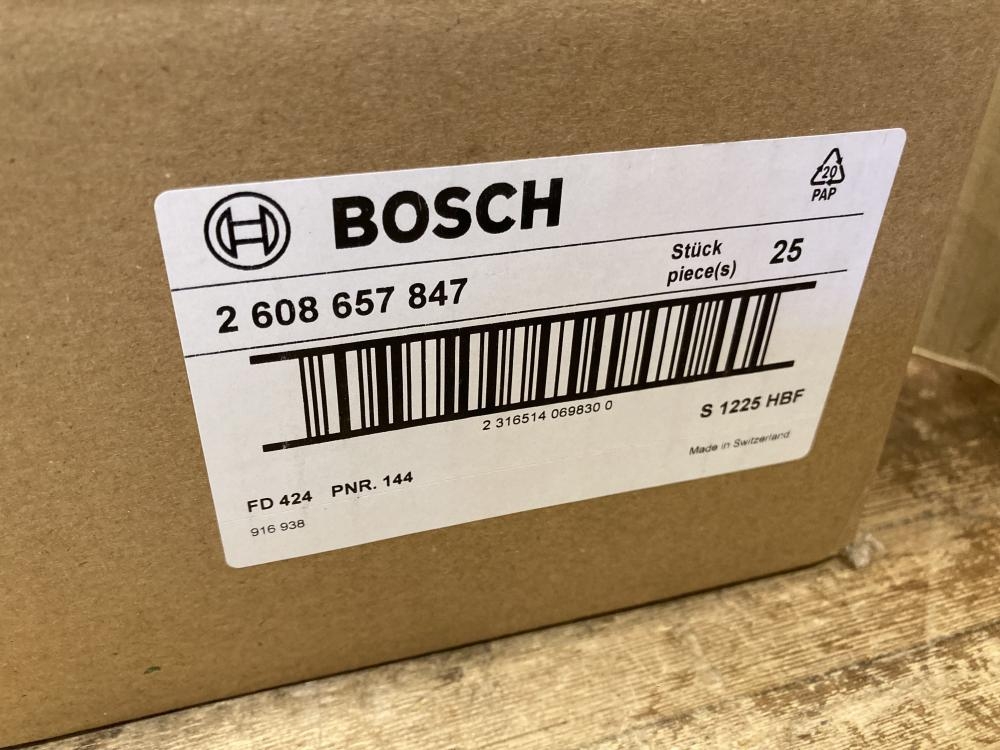 BOSCH
20
PAP
2 608 657 847
Stück
piece(s)
25
2 316514 069830 0
S 1225 HBF
Made in Switzerland
FD 424 PNR. 144
916 938